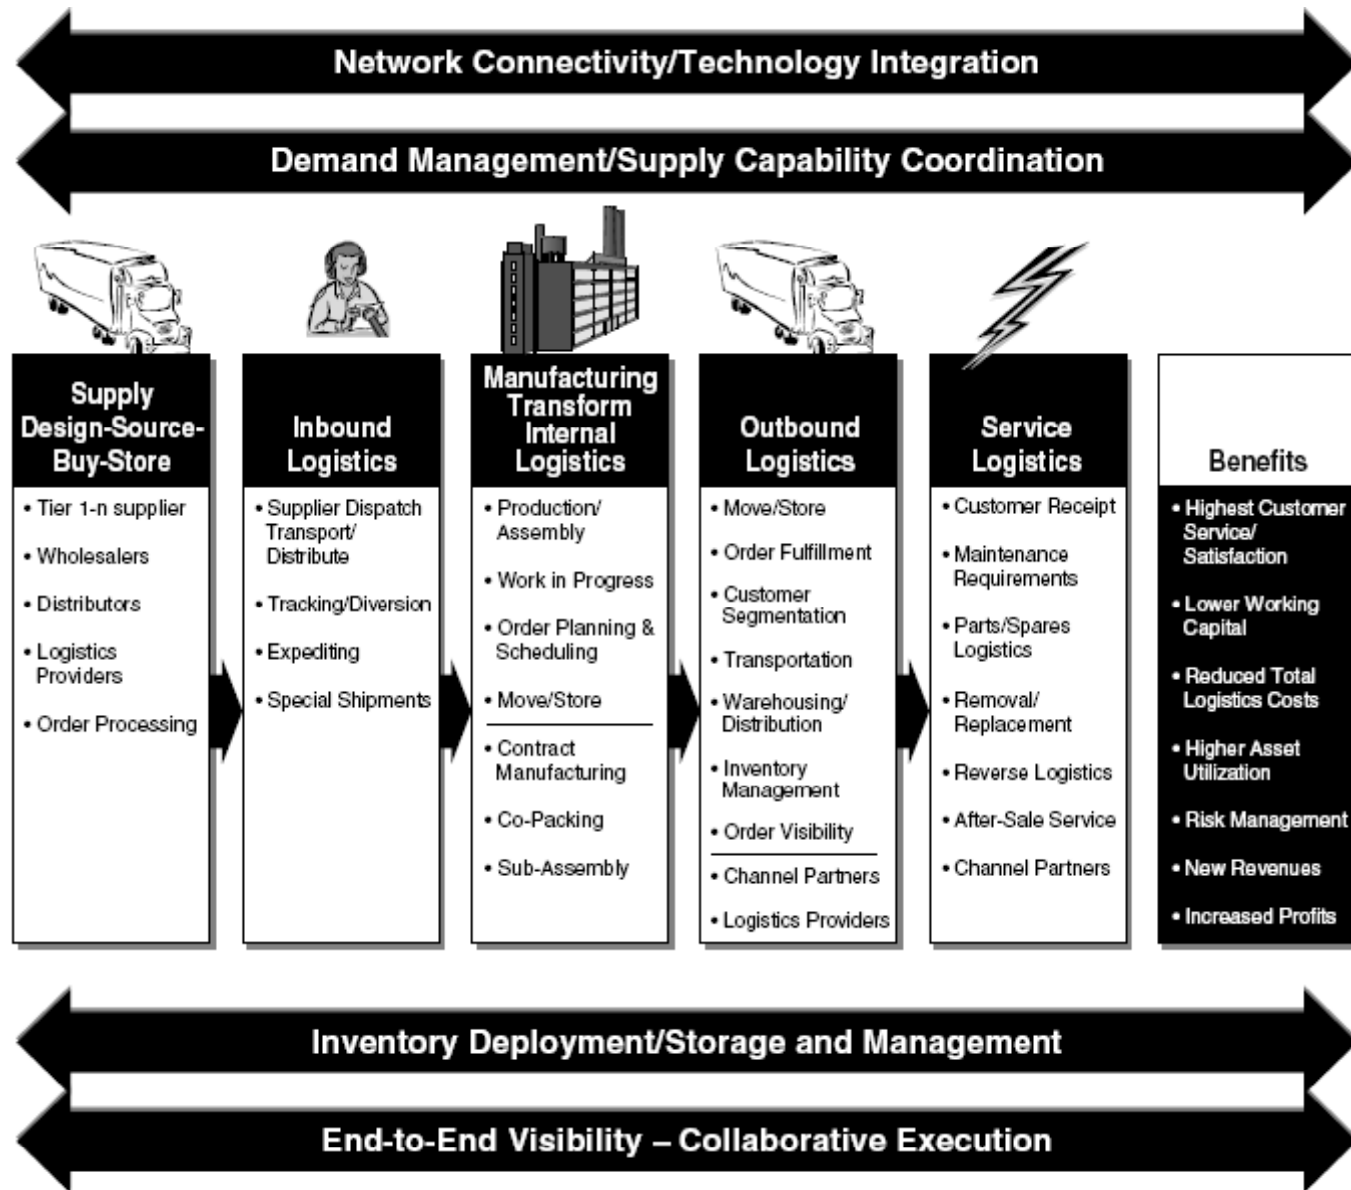 Network Connectivity/Technology Integration
Demand Management/Supply Capability Coordination
Supply
Design-Source-
Buy-Store
• Tier 1-n supplier
• Wholesalers
• Distributors
• Logistics
Providers
• Order Processing
Inbound
Logistics
• Supplier Dispatch
Transport/
Distribute
• Tracking/Diversion
• Expediting
• Special Shipments
Manufacturing
Transform
Internal
Logistics
• Production/
Assembly
• Work in Progress
• Order Planning &
Scheduling
• Move/Store
• Contract
Manufacturing
• Co-Packing
• Sub-Assembly
Outbound
Logistics
• Move/Store
• Order Fulfillment
• Customer
Segmentation
• Transportation
• Warehousing/
Distribution
• Inventory
Management
• Order Visibility
• Channel Partners
• Logistics Providers
Service
Logistics
• Customer Receipt
• Maintenance
Requirements
• Parts/Spares
Logistics
• Removal/
Replacement
• Reverse Logistics
• After-Sale Service
• Channel Partners
Benefits
• Highest Customer
Service/
Satisfaction
• Lower Working
Capital
• Reduced Total
Logistics Costs
• Higher Asset
Utilization
• Risk Management
• New Revenues
• Increased Profits
Inventory Deployment/Storage and Management
End-to-End Visibility – Collaborative Execution